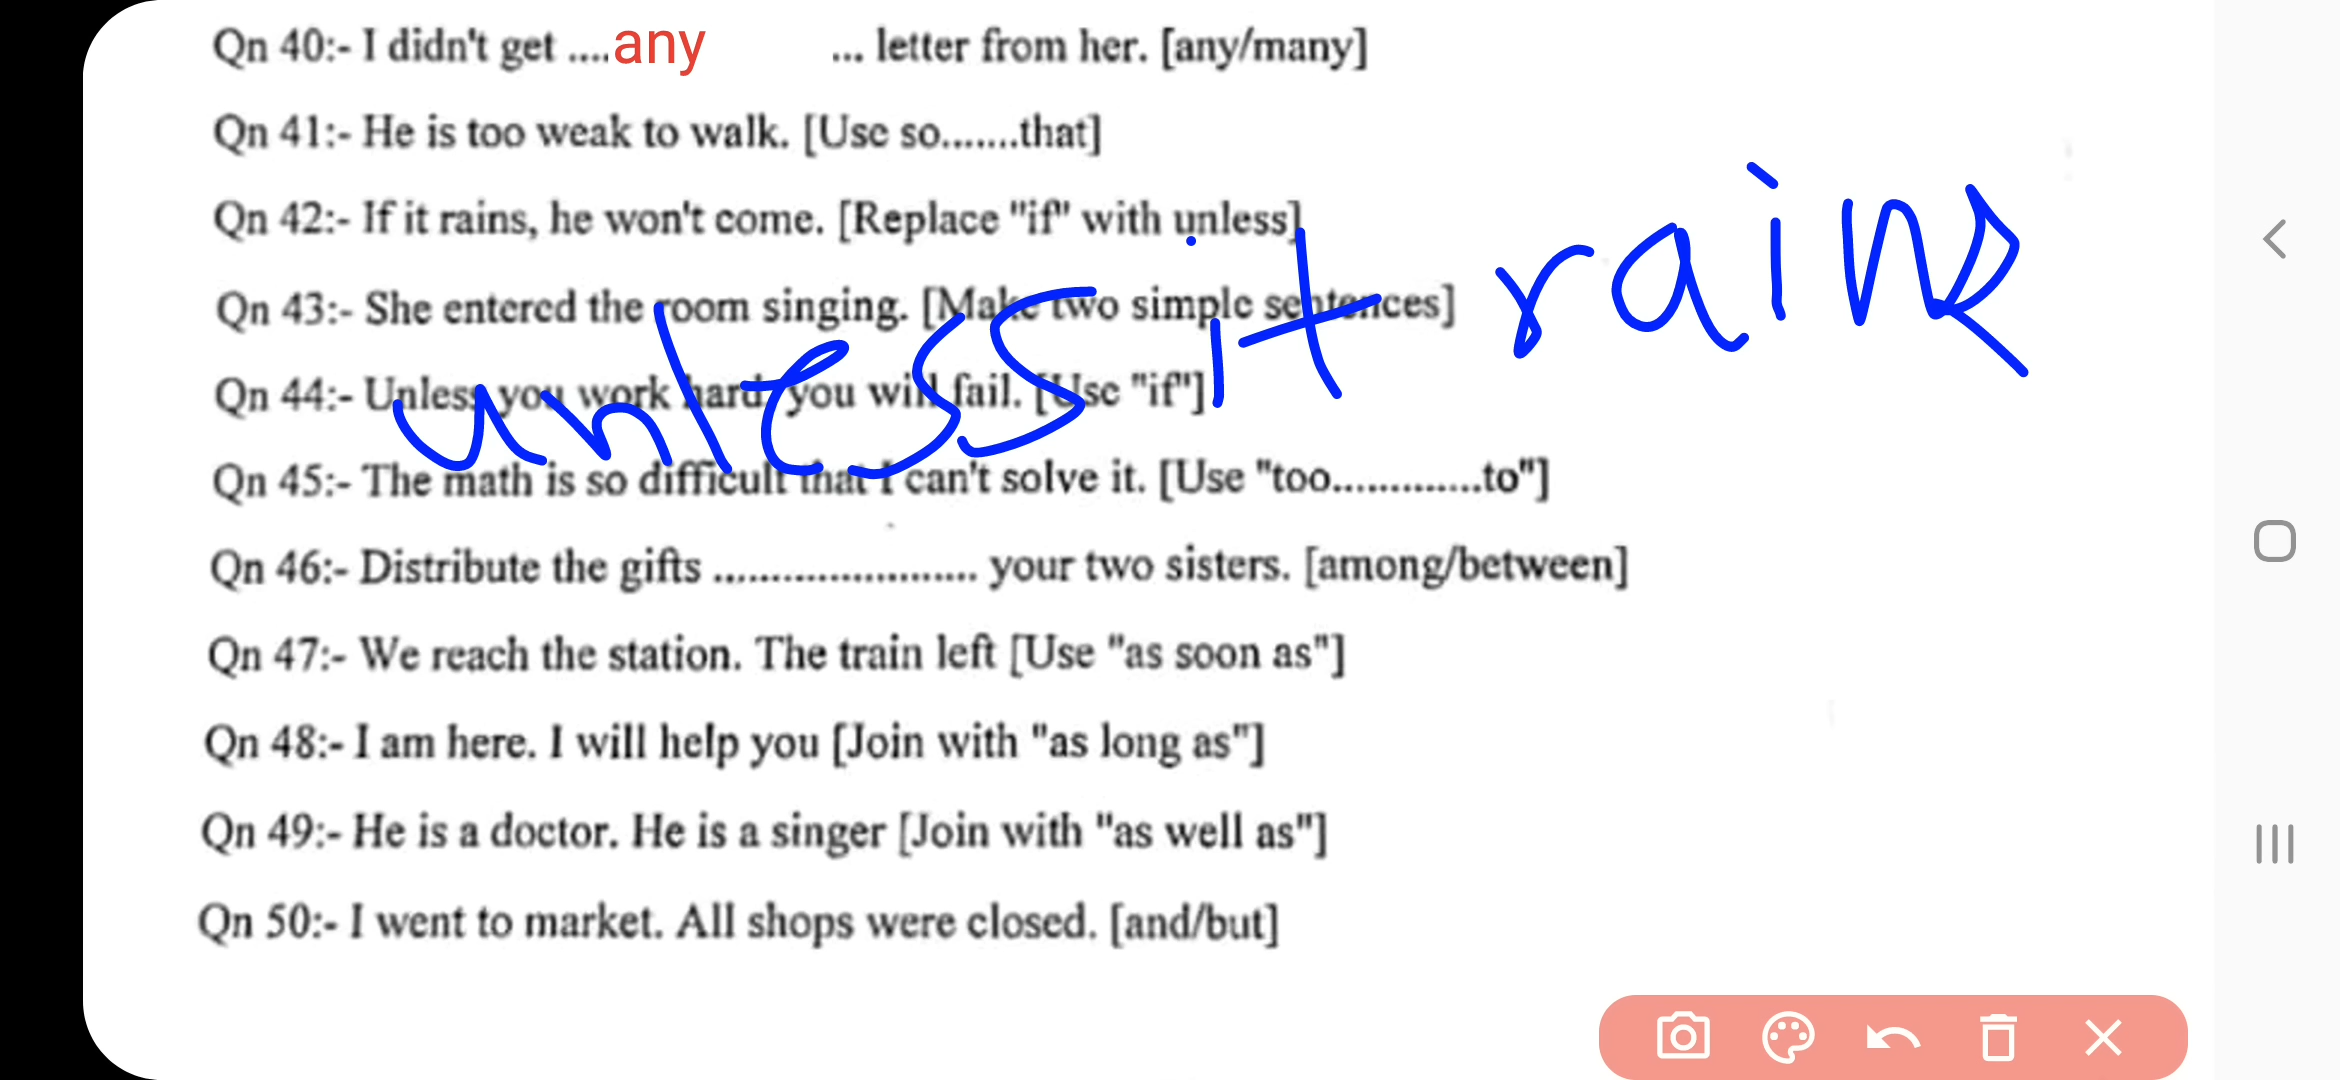 Qn 40:- I didn't get ....any ... letter from her. [any/many]
Qn 41:- He is too weak to walk. [Use so.......that]
Qn 42:- If it rains, he won't come. [Replace "if" with unless]
Qn 43:- She entered the room singing. [Make two simple sentences]
Qn 44:- Unless you work hard, you will fail. [Use "if"]
unless it rains
Qn 45:- The math is so difficult that I can't solve it. [Use "too.............to"]
Qn 46:- Distribute the gifts ....................... your two sisters. [among/between]
Qn 47:- We reach the station. The train left [Use "as soon as"]
Qn 48:- I am here. I will help you [Join with "as long as"]
Qn 49:- He is a doctor. He is a singer [Join with "as well as"]
Qn 50:- I went to market. All shops were closed. [and/but]